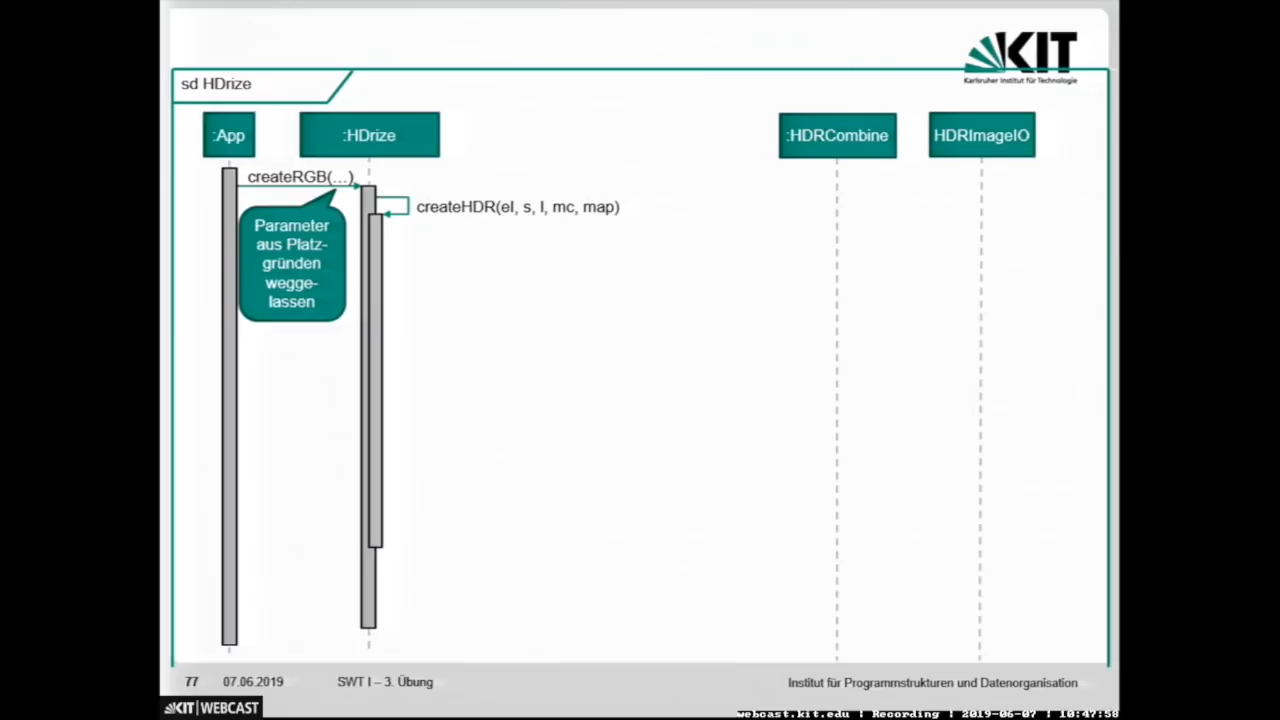 KIT
Karlsruher Institut für Technologie
sd HDrize
:App
:HDrize
:HDRCombine
HDRImageIO
createRGB(...)
createHDR(el, s, l, mc, map)
Parameter
aus Platz-
gründen
wegge-
lassen
77 07.06.2019 SWT I – 3. Übung
Institut für Programmstrukturen und Datenorganisation
KIT | WEBCAST
webcast.kit.edu | Recording | 2019-06-07 | 10:47:58